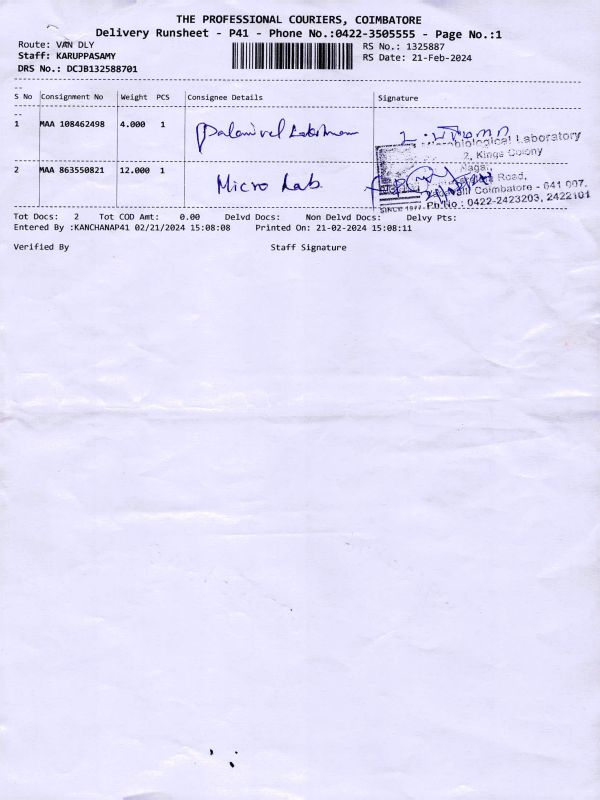 THE PROFESSIONAL COURIERS, COIMBATORE
Delivery Runsheet - P41 - Phone No.:0422-3505555 - Page No.:1
Route: VAN DLY
RS No.: 1325887
Staff: KARUPPASAMY
RS Date: 21-Feb-2024
DRS No.: DCJB132588701
S No Consignment No Weight PCS Consignee Details Signature
1 MAA 108462498 4.000 1 Palanivel Lakshman
2 MAA 863550821 12.000 1 Micro Lab.
Microbiological Laboratory
2, Kings Colony
Nagar,
Road,
Coimbatore - 641 007.
SINCE 1977. Ph.No.: 0422-2423203, 2422101
Tot Docs: 2 Tot COD Amt: 0.00 Delvd Docs: Non Delvd Docs: Delvy Pts:
Entered By :KANCHANAP41 02/21/2024 15:08:08 Printed On: 21-02-2024 15:08:11
Verified By Staff Signature